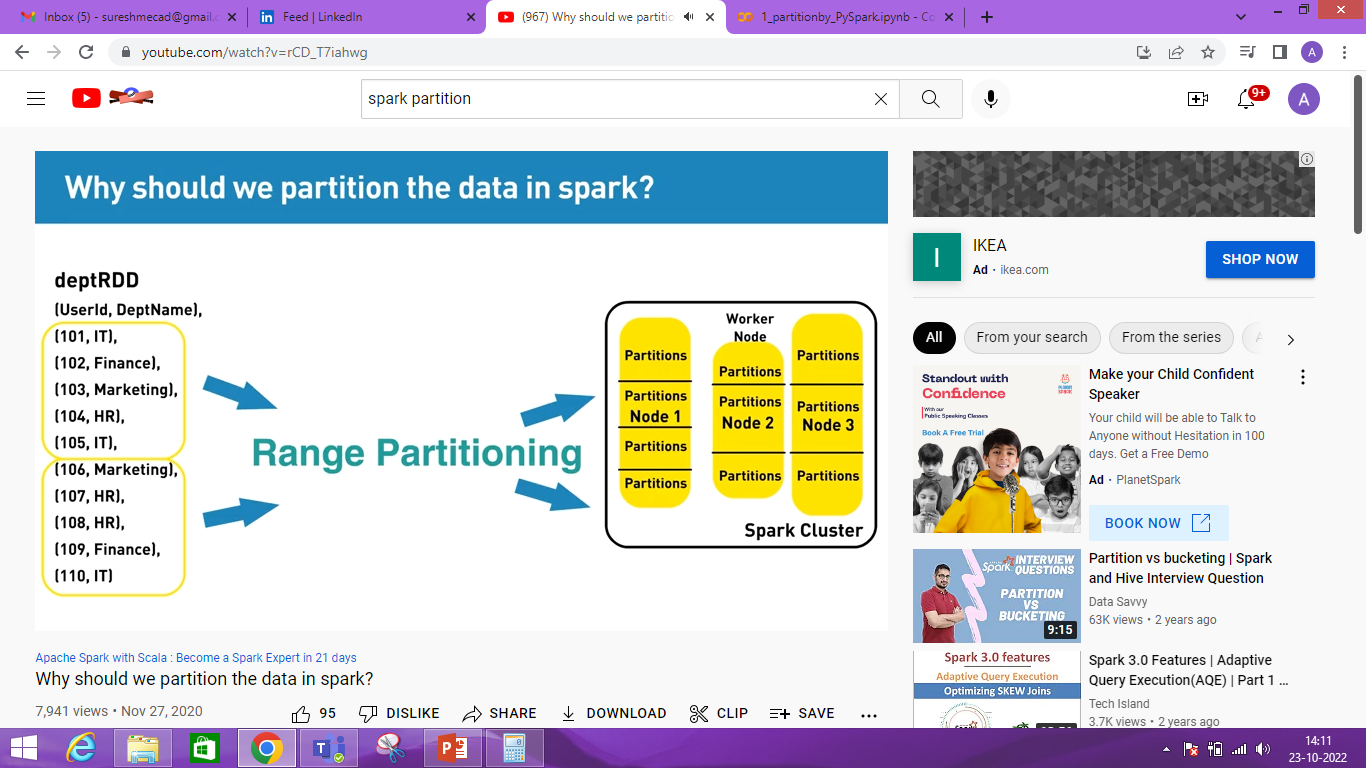 Inbox (5) - sureshmecad@gmail.c
Feed | LinkedIn
(967) Why should we partitio
1_partitionby_PySpark.ipynb - Co
youtube.com/watch?v=rCD_T7iahwg
A
spark partition
9+
A
Why should we partition the data in spark?
deptRDD
(UserId, DeptName),
(101, IT),
(102, Finance),
(103, Marketing),
(104, HR),
(105, IT),
(106, Marketing),
(107, HR),
(108, HR),
(109, Finance),
(110, IT)
Range Partitioning
Worker
Node
Partitions
Partitions
Node 1
Partitions
Partitions
Partitions
Partitions
Node 2
Partitions
Partitions
Partitions
Node 3
Partitions
Spark Cluster
Apache Spark with Scala : Become a Spark Expert in 21 days
Why should we partition the data in spark?
7,941 views • Nov 27, 2020
95
DISLIKE
SHARE
DOWNLOAD
CLIP
SAVE
I
IKEA
Ad · ikea.com
SHOP NOW
All
From your search
From the series
A
Standout with
Confidence
With our
Public Speaking Classes
Book A Free Trial
Make your Child Confident
Speaker
Your child will be able to Talk to
Anyone without Hesitation in 100
days. Get a Free Demo
Ad · PlanetSpark
BOOK NOW
Spark INTERVIEW
QUESTIONS
PARTITION
VS
BUCKETING
9:15
Partition vs bucketing | Spark
and Hive Interview Question
Data Savvy
63K views • 2 years ago
Spark 3.0 features
Adaptive Query Execution
Optimizing SKEW Joins
Spark 3.0 Features | Adaptive
Query Execution(AQE) | Part 1 ...
Tech Island
3.7K views • 2 years ago
14:11
23-10-2022